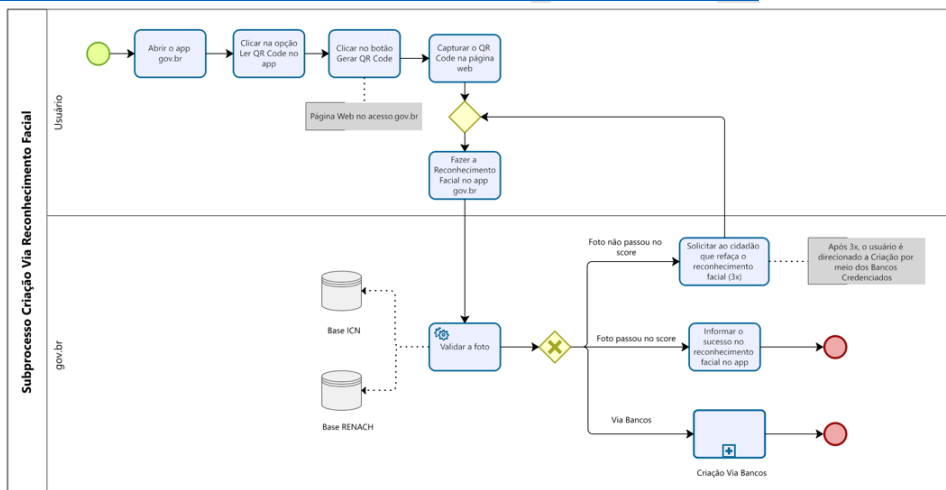 Subprocesso Criação Via Reconhecimento Facial
Usuário
Abrir o app
gov.br
Clicar na opção
Ler QR Code no
app
Clicar no botão
Gerar QR Code
Capturar o QR
Code na página
web
Página Web no acesso.gov.br
Fazer a
Reconhecimento
Facial no app
gov.br
gov.br
Foto não passou no
score
Solicitar ao cidadão
que refaça o
reconhecimento
facial (3x)
Após 3x, o usuário é
direcionado a Criação por
meio dos Bancos
Credenciados
Base ICN
Validar a foto
Foto passou no score
Informar o
sucesso no
reconhecimento
facial no app
Base RENACH
Via Bancos
Criação Via Bancos